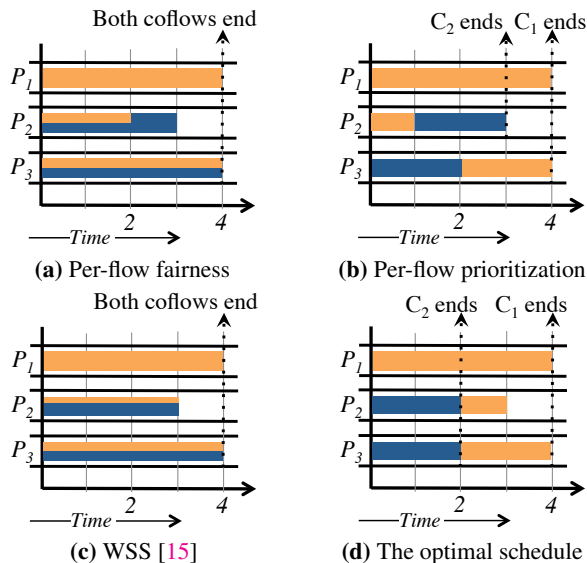 Both coflows end
P1
P2
P3
2 4
Time
(a) Per-flow fairness
C2 ends C1 ends
P1
P2
P3
2 4
Time
(b) Per-flow prioritization
Both coflows end
P1
P2
P3
2 4
Time
(c) WSS [15]
C2 ends C1 ends
P1
P2
P3
2 4
Time
(d) The optimal schedule